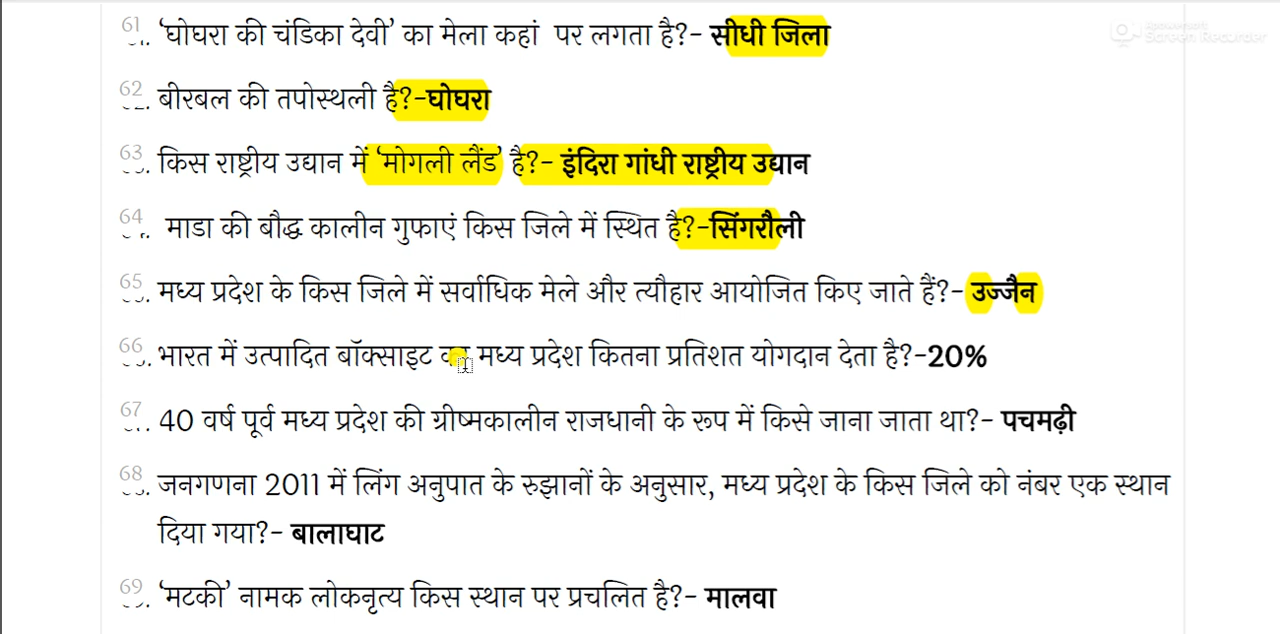 61. 'घोघरा की चंडिका देवी' का मेला कहां पर लगता है?- सीधी जिला
Apowersoft
Screen Recorder
62. बीरबल की तपोस्थली है?-घोघरा
63. किस राष्ट्रीय उद्यान में 'मोगली लैंड' है?- इंदिरा गांधी राष्ट्रीय उद्यान
64. माडा की बौद्ध कालीन गुफाएं किस जिले में स्थित है?-सिंगरौली
65. मध्य प्रदेश के किस जिले में सर्वाधिक मेले और त्यौहार आयोजित किए जाते हैं?- उज्जैन
66. भारत में उत्पादित बॉक्साइट का मध्य प्रदेश कितना प्रतिशत योगदान देता है?-20%
67. 40 वर्ष पूर्व मध्य प्रदेश की ग्रीष्मकालीन राजधानी के रूप में किसे जाना जाता था?- पचमढ़ी
68. जनगणना 2011 में लिंग अनुपात के रुझानों के अनुसार, मध्य प्रदेश के किस जिले को नंबर एक स्थान
दिया गया?- बालाघाट
69. 'मटकी' नामक लोकनृत्य किस स्थान पर प्रचलित है?- मालवा